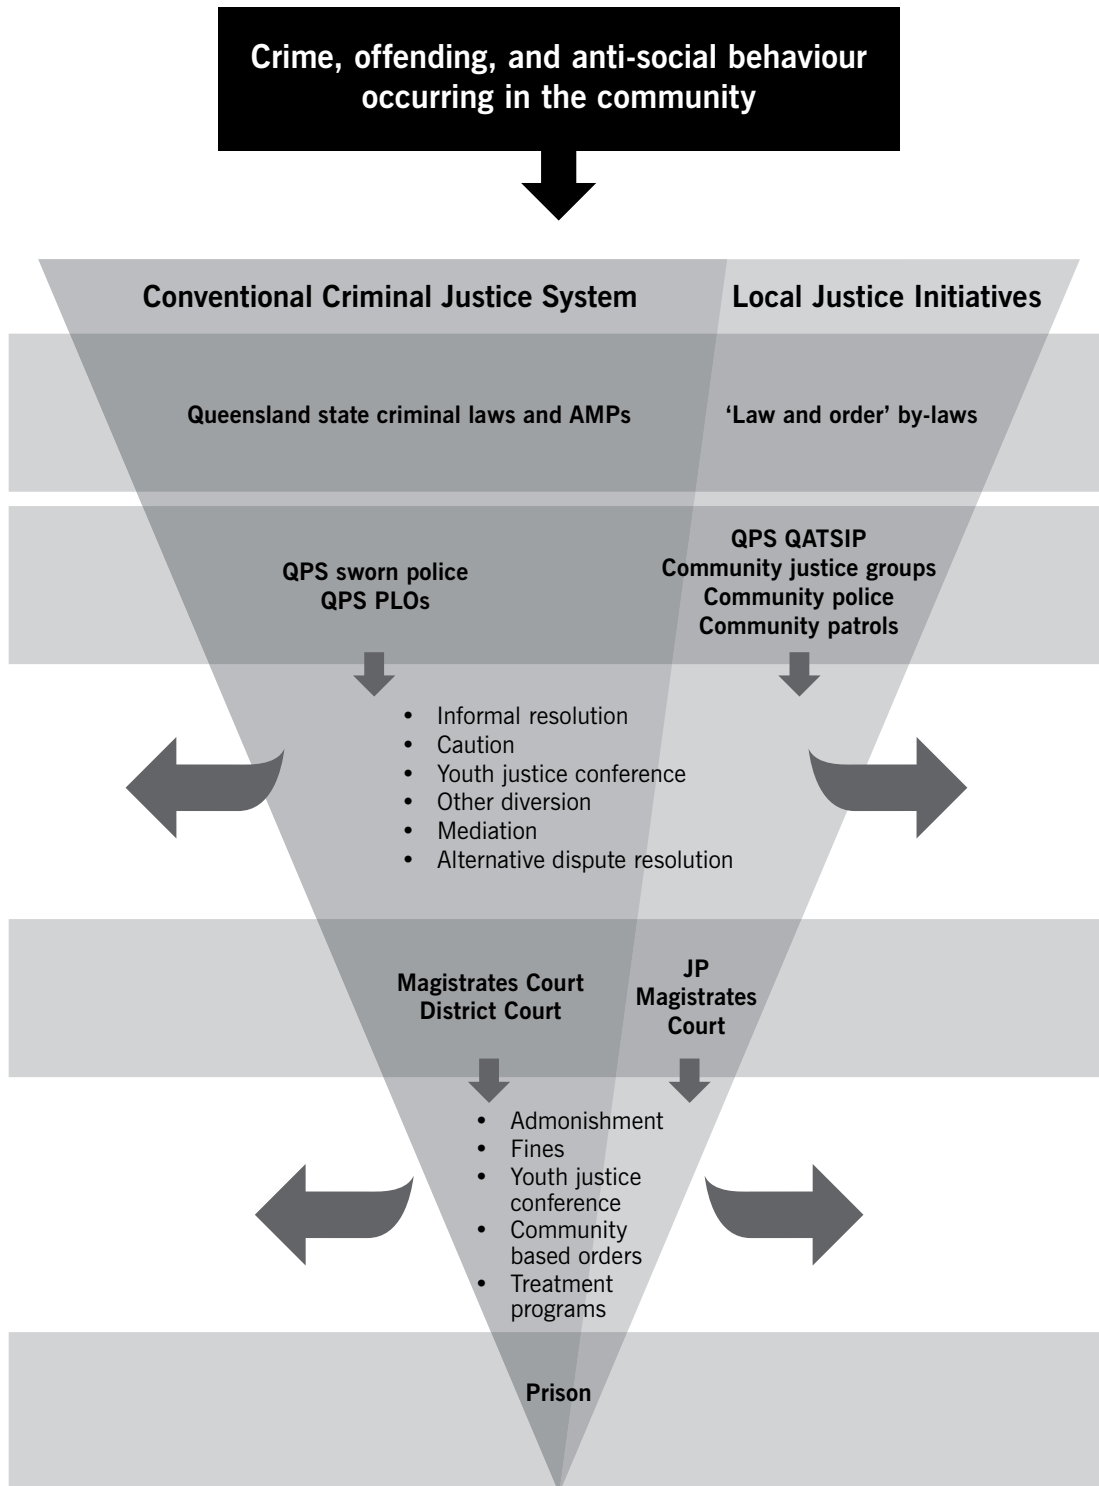 Crime, offending, and anti-social behaviour
occurring in the community
Conventional Criminal Justice System
Local Justice Initiatives
Queensland state criminal laws and AMPs
‘Law and order’ by-laws
QPS sworn police
QPS PLOs
QPS QATSIP
Community justice groups
Community police
Community patrols
• Informal resolution
• Caution
• Youth justice conference
• Other diversion
• Mediation
• Alternative dispute resolution
Magistrates Court
District Court
JP
Magistrates
Court
• Admonishment
• Fines
• Youth justice
conference
• Community
based orders
• Treatment
programs
Prison